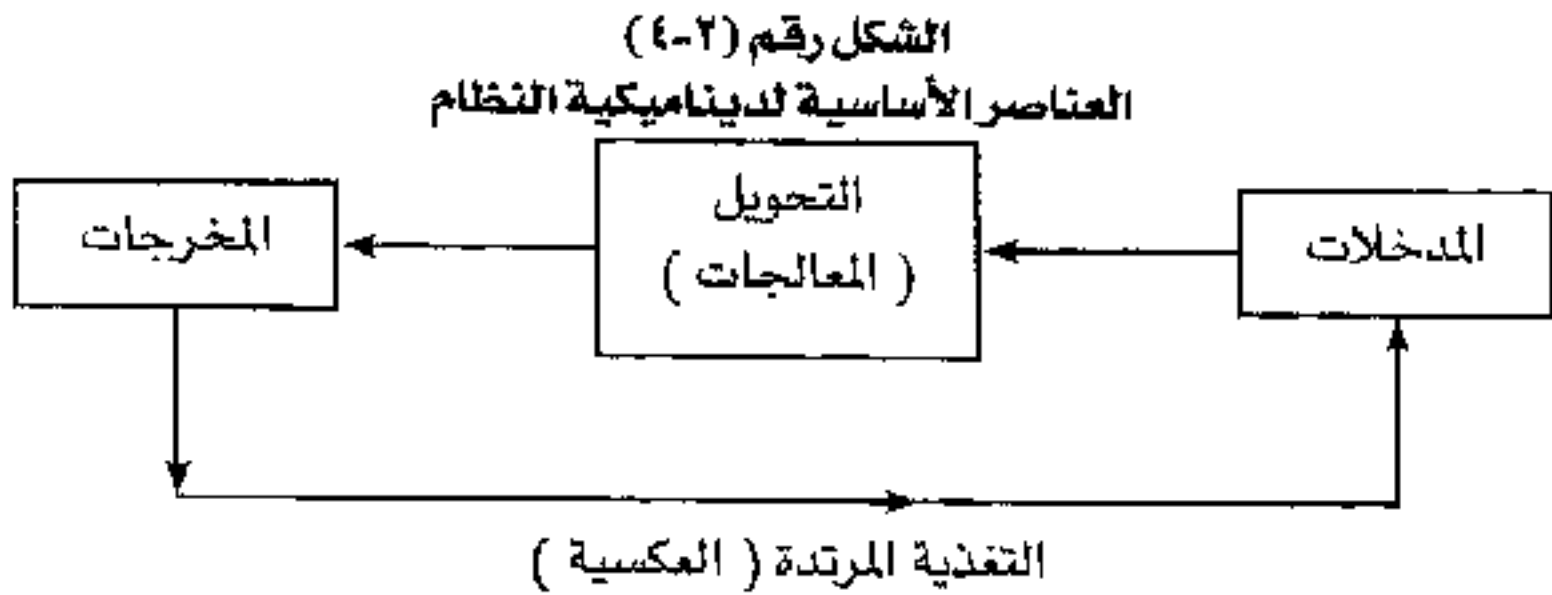 الشكل رقم (٢-٤)
العناصر الأساسية لديناميكية النظام
المدخلات
التحويل
( المعالجات )
المخرجات
التغذية المرتدة ( العكسية )